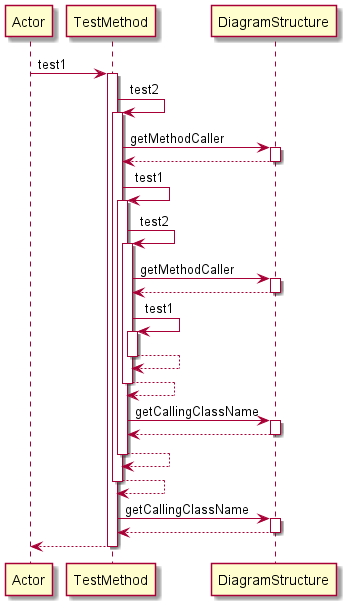 Actor TestMethod DiagramStructure
test1
test2
getMethodCaller
test1
test2
getMethodCaller
test1
getCallingClassName
getCallingClassName
Actor TestMethod DiagramStructure